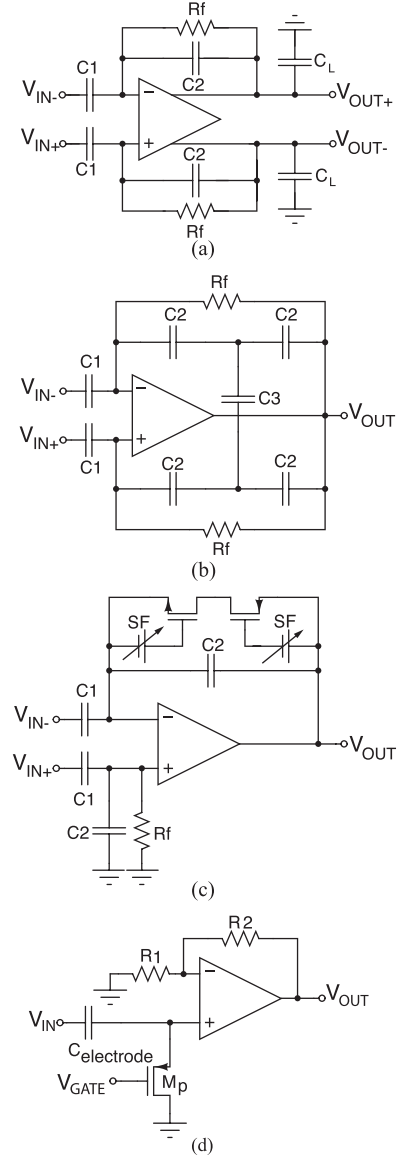 Rf
C1
C2
CL
VIN-
VOUT+
VIN+
VOUT-
C1
C2
CL
Rf
(a)
Rf
C2
C2
C1
VIN-
C3
VOUT
VIN+
C1
C2
C2
Rf
(b)
SF
SF
C1
C2
VIN-
VOUT
VIN+
C1
C2
Rf
(c)
R2
R1
VOUT
VIN
Celectrode
VGATE
Mp
(d)